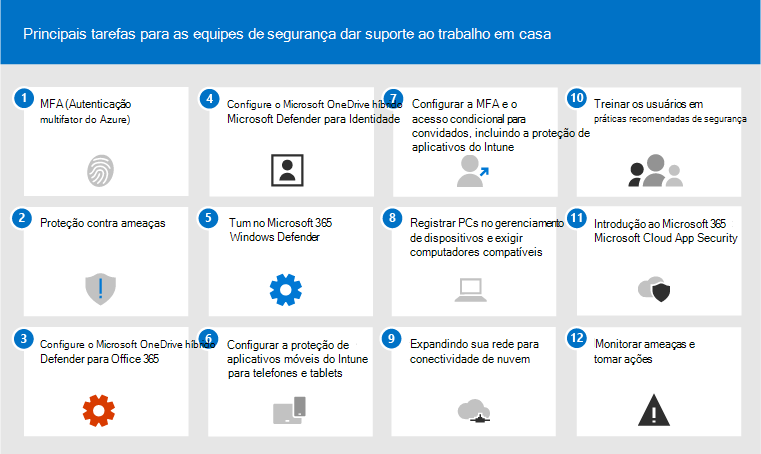 Principais tarefas para as equipes de segurança dar suporte ao trabalho em casa
1
MFA (Autenticação
multifator do Azure)
2
Proteção contra ameaças
3
Configure o Microsoft OneDrive híbrido
Defender para Office 365
4
Configure o Microsoft OneDrive híbrido
Microsoft Defender para Identidade
5
Tum no Microsoft 365
Windows Defender
6
Configurar a proteção de
aplicativos móveis do Intune
para telefones e tablets
7
Configurar a MFA e o
acesso condicional para
convidados, incluindo a proteção de
aplicativos do Intune
8
Registrar PCs no gerenciamento
de dispositivos e exigir
computadores compatíveis
9
Expandindo sua rede para
conectividade de nuvem
10
Treinar os usuários em
práticas recomendadas de segurança
11
Introdução ao Microsoft 365
Microsoft Cloud App Security
12
Monitorar ameaças e
tomar ações